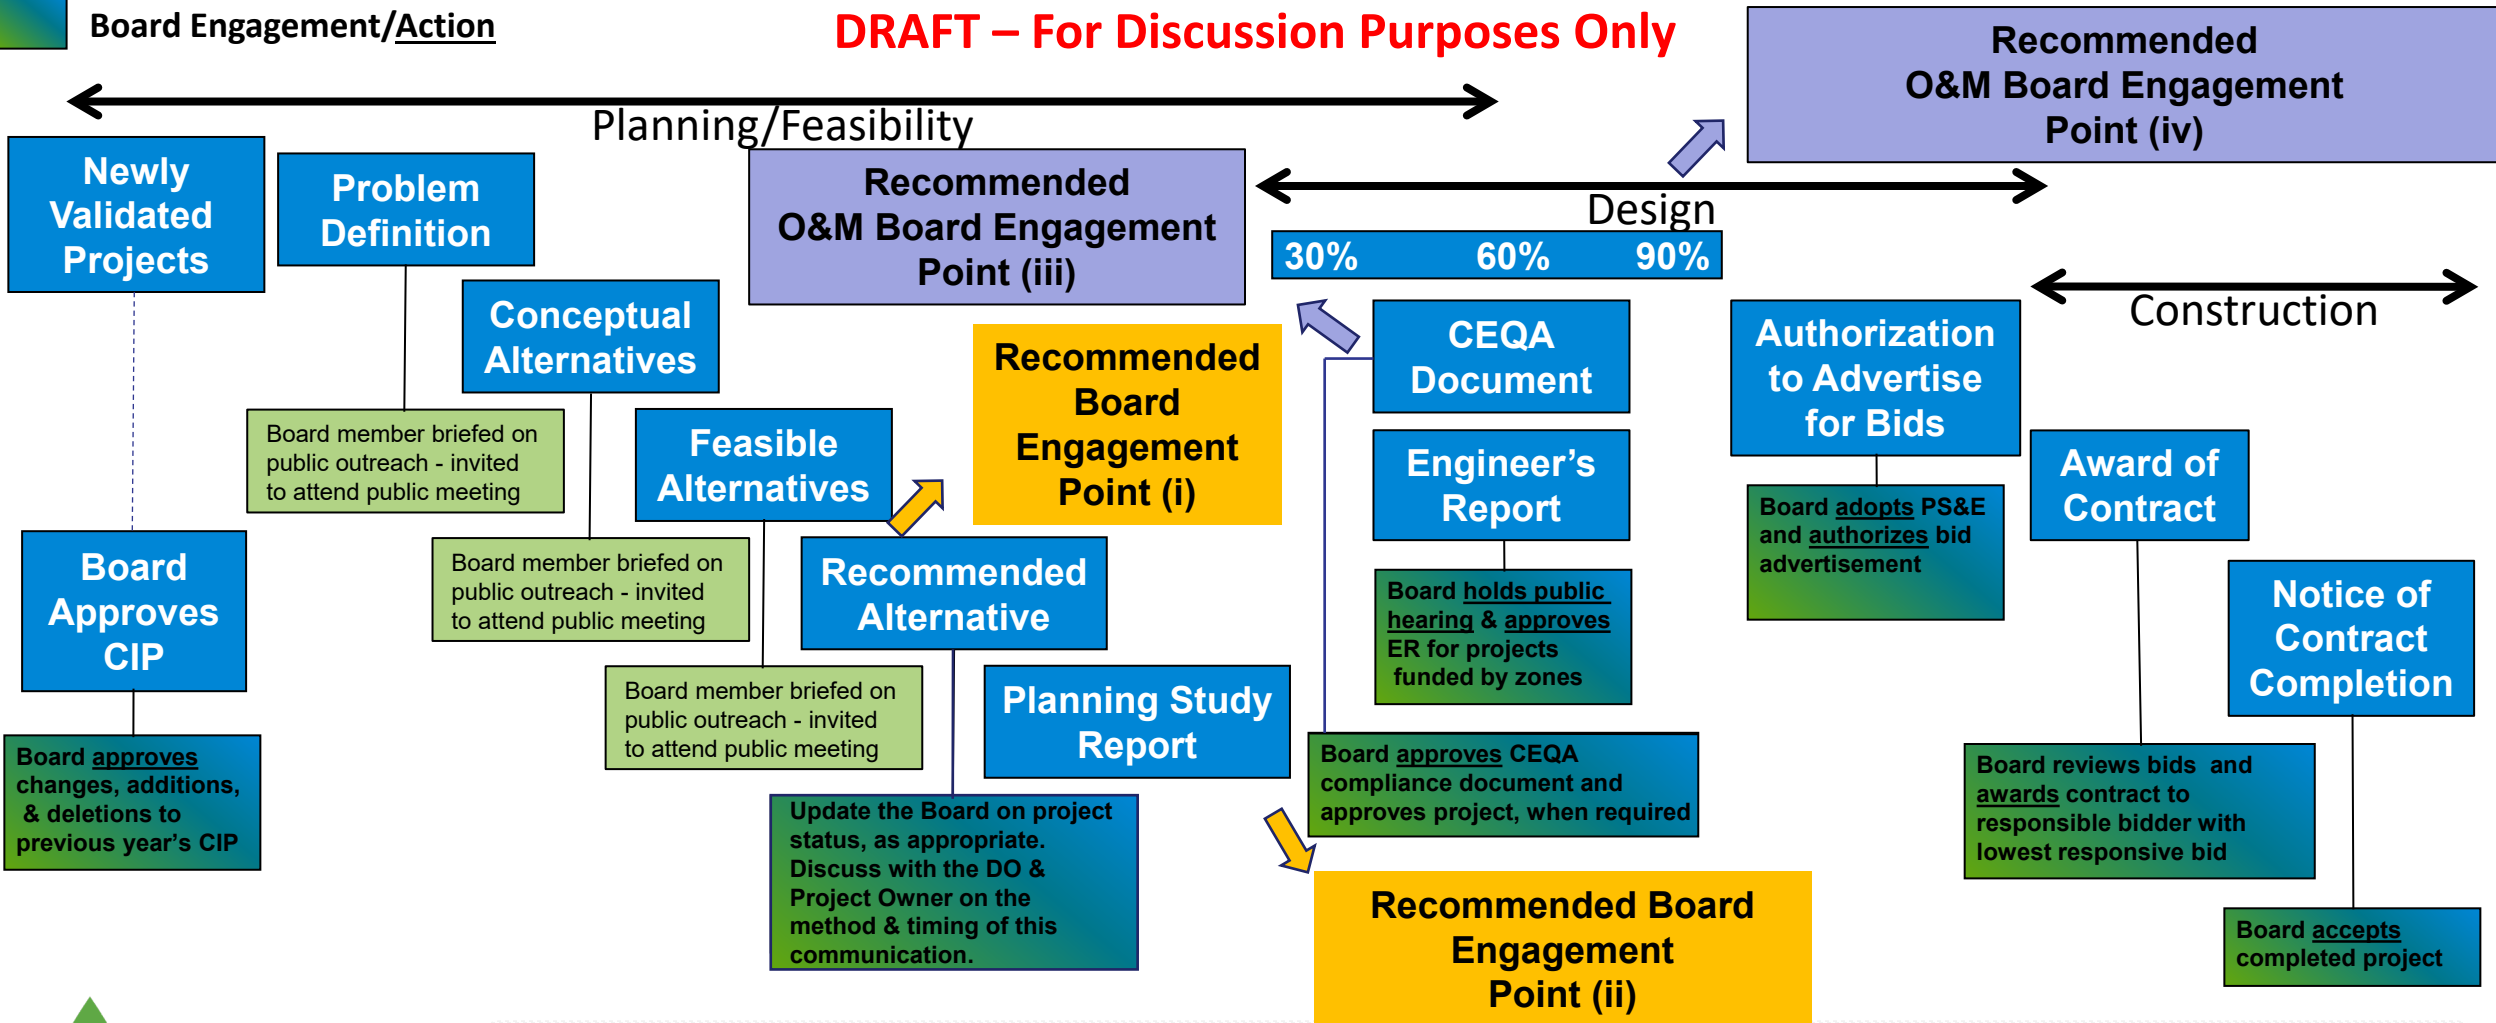 Board Engagement/Action
DRAFT – For Discussion Purposes Only
Recommended
O&M Board Engagement
Point (iv)
Planning/Feasibility
Newly
Validated
Projects
Problem
Definition
Recommended
O&M Board Engagement
Point (iii)
Design
30% 60% 90%
Construction
Conceptual
Alternatives
Recommended
Board
Engagement
Point (i)
CEQA
Document
Authorization
to Advertise
for Bids
Board member briefed on
public outreach - invited
to attend public meeting
Feasible
Alternatives
Engineer’s
Report
Award of
Contract
Board
Approves
CIP
Board member briefed on
public outreach - invited
to attend public meeting
Recommended
Alternative
Board holds public
hearing & approves
ER for projects
funded by zones
Board adopts PS&E
and authorizes bid
advertisement
Notice of
Contract
Completion
Board member briefed on
public outreach - invited
to attend public meeting
Planning Study
Report
Board approves
changes, additions,
& deletions to
previous year’s CIP
Update the Board on project
status, as appropriate.
Discuss with the DO &
Project Owner on the
method & timing of this
communication.
Board approves CEQA
compliance document and
approves project, when required
Board reviews bids and
awards contract to
responsible bidder with
lowest responsive bid
Recommended Board
Engagement
Point (ii)
Board accepts
completed project